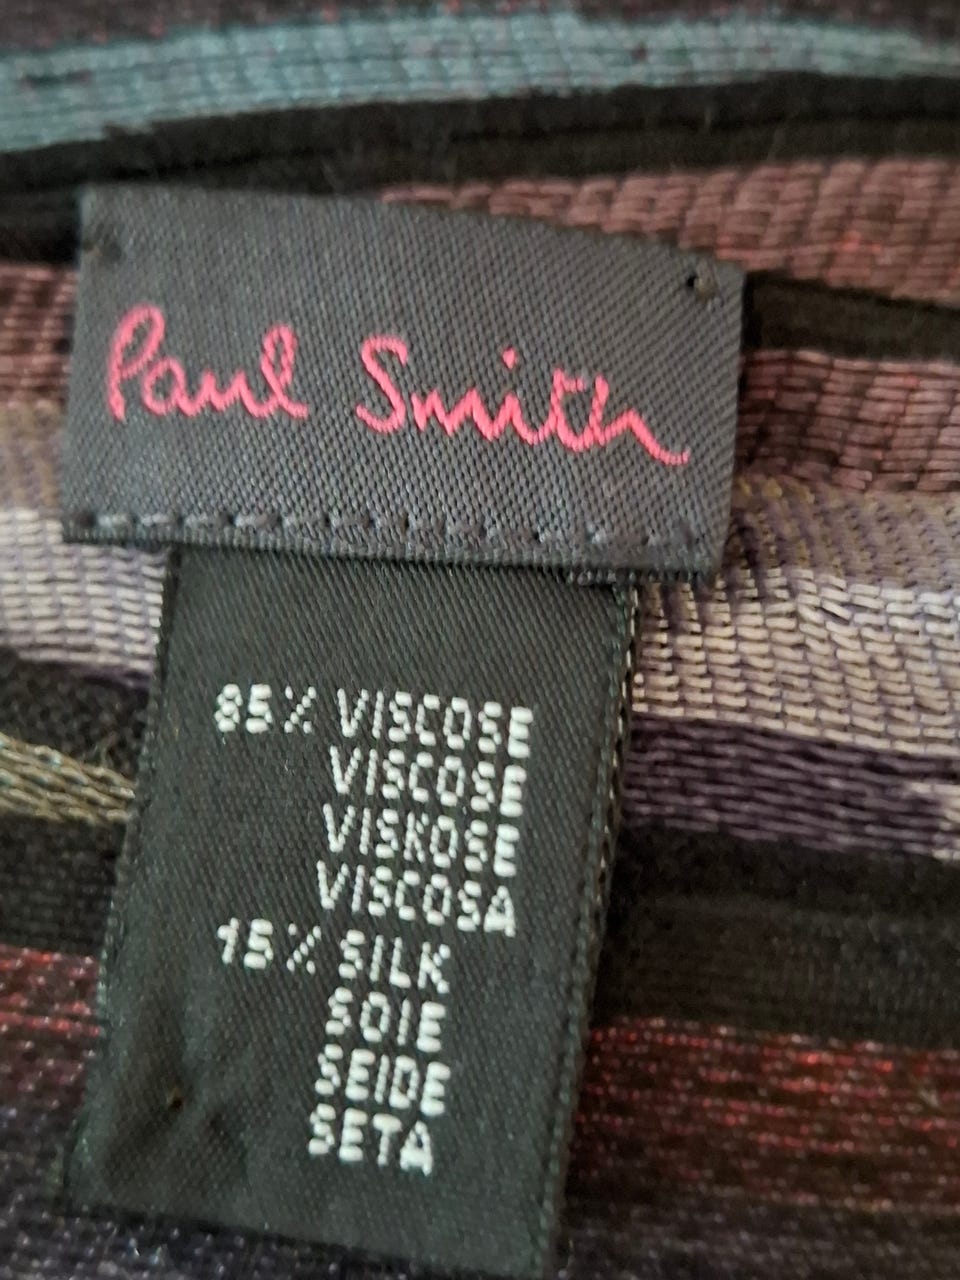 Paul Smith
85% VISCOSE
VISCOSE
VISKOSE
VISCOSA
15% SILK
SOIE
SEIDE
SETA